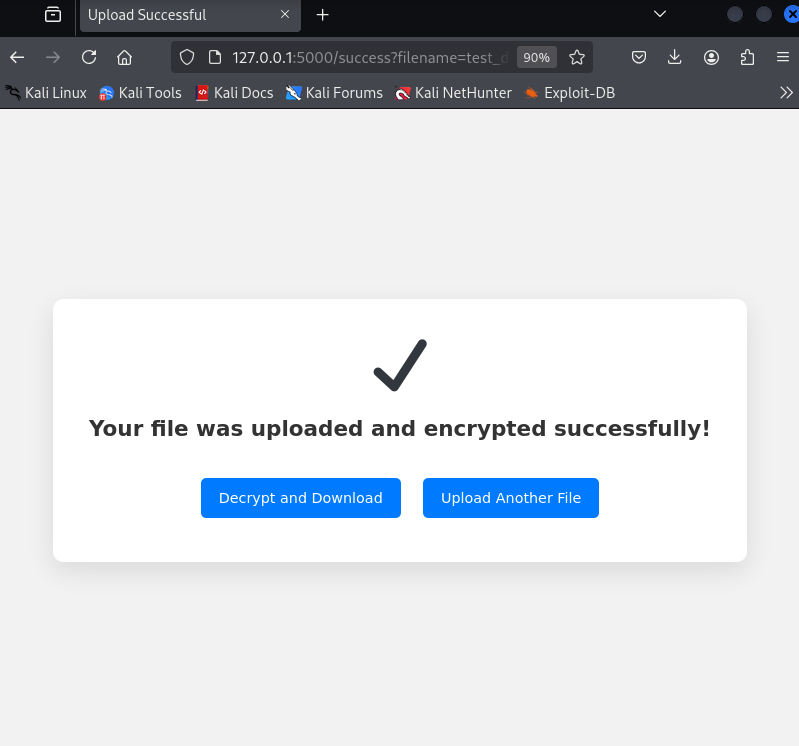 Upload Successful
127.0.0.1:5000/success?filename=test_d
90%
Kali Linux Kali Tools Kali Docs Kali Forums Kali NetHunter Exploit-DB
Your file was uploaded and encrypted successfully!
Decrypt and Download Upload Another File